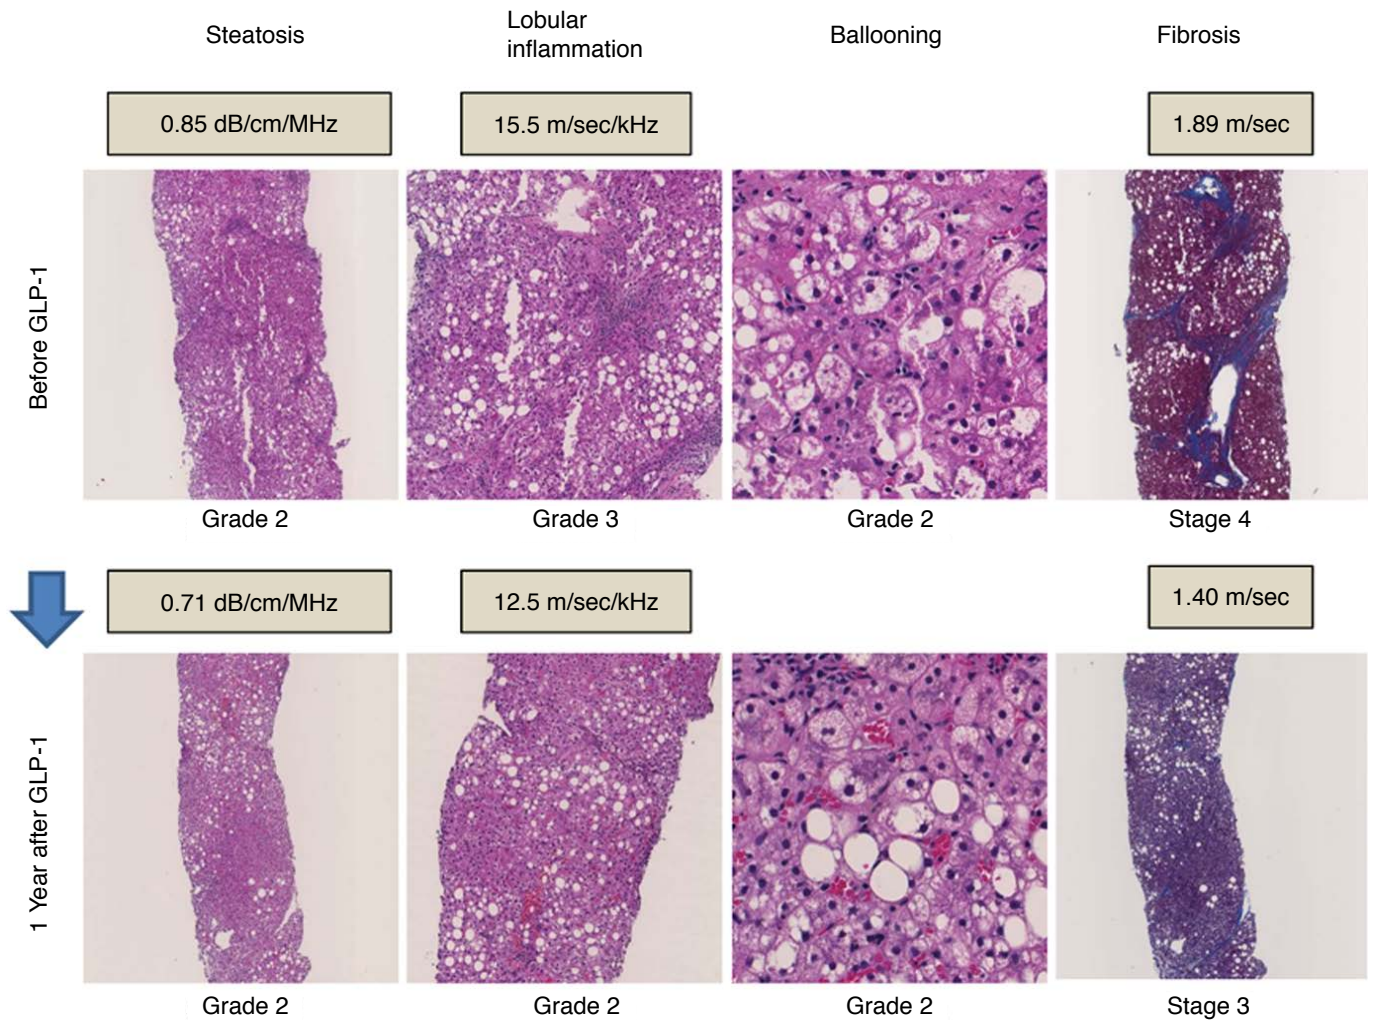 Steatosis
Lobular
inflammation
Ballooning
Fibrosis
0.85 dB/cm/MHz
15.5 m/sec/kHz
1.89 m/sec
Before GLP-1
Grade 2
Grade 3
Grade 2
Stage 4
0.71 dB/cm/MHz
12.5 m/sec/kHz
1.40 m/sec
1 Year after GLP-1
Grade 2
Grade 2
Grade 2
Stage 3